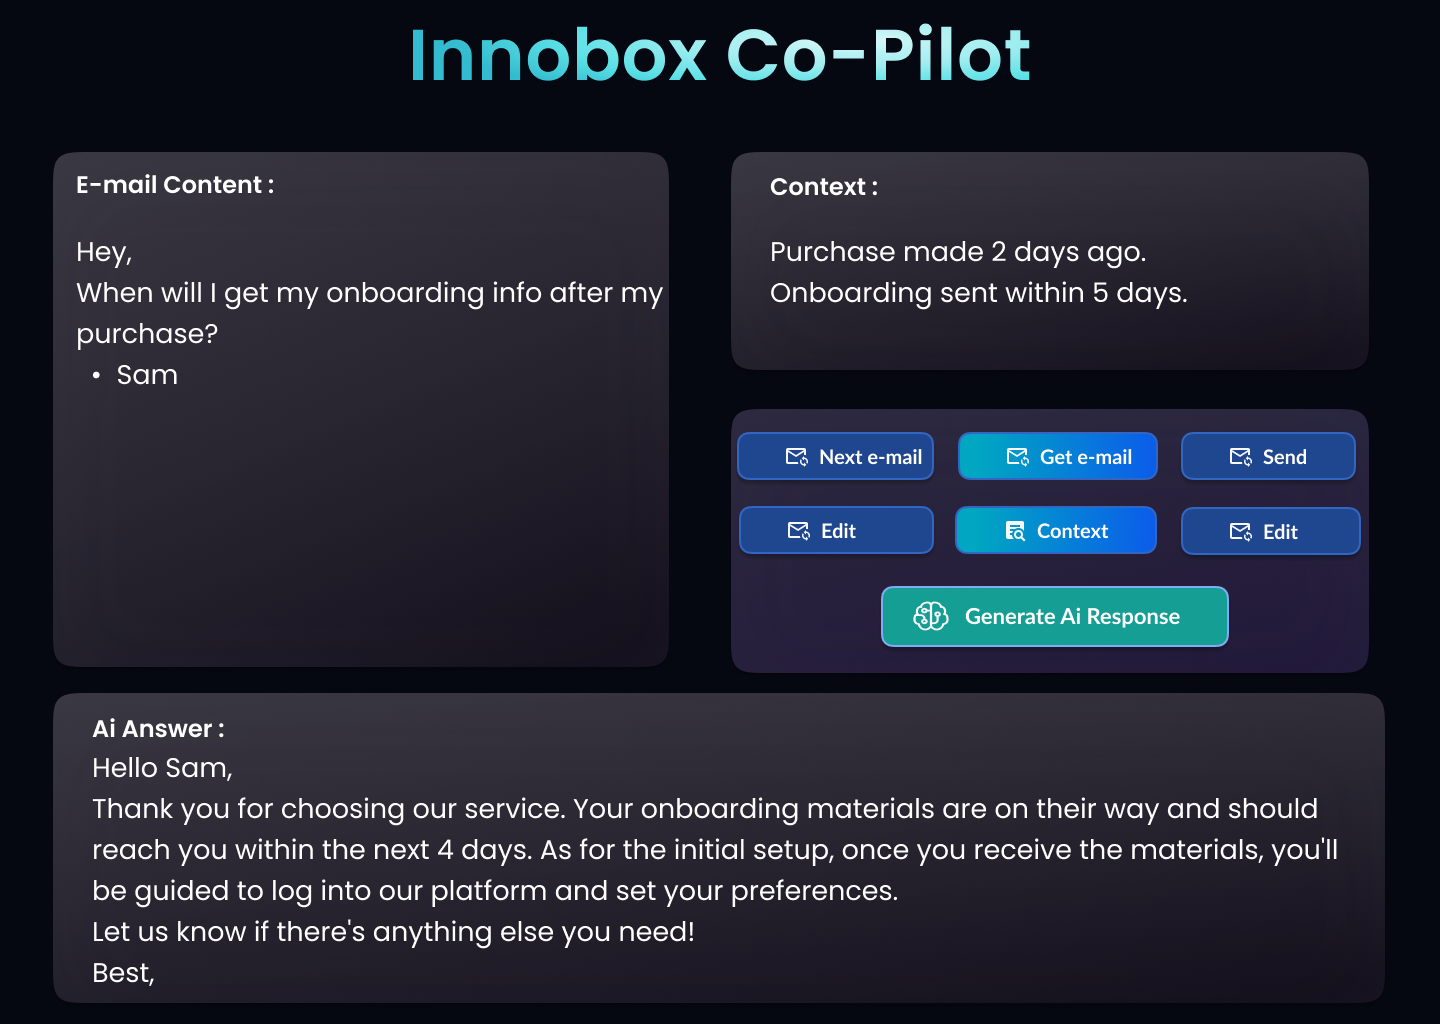 Innobox Co-Pilot
E-mail Content :
Hey,
When will I get my onboarding info after my
purchase?
• Sam
Context :
Purchase made 2 days ago.
Onboarding sent within 5 days.
Next e-mail
Get e-mail
Send
Edit
Context
Edit
Generate Ai Response
Ai Answer :
Hello Sam,
Thank you for choosing our service. Your onboarding materials are on their way and should
reach you within the next 4 days. As for the initial setup, once you receive the materials, you'll
be guided to log into our platform and set your preferences.
Let us know if there's anything else you need!
Best,